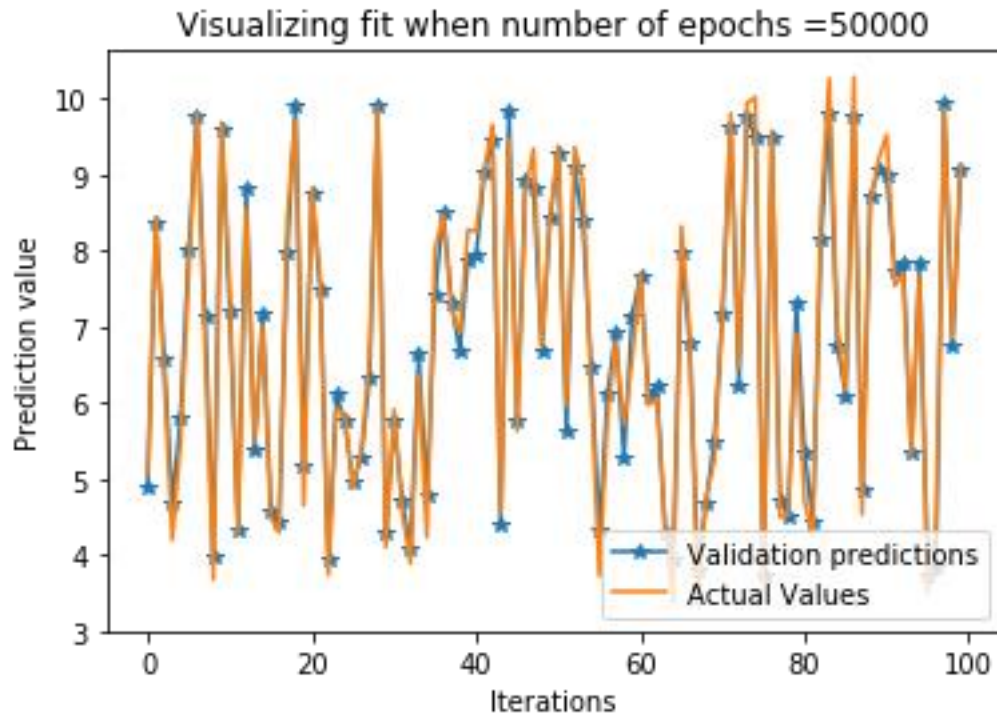 Visualizing fit when number of epochs =50000
Prediction value
10
9
8
7
6
5
4
3
Validation predictions
Actual Values
0 20 40 60 80 100
Iterations